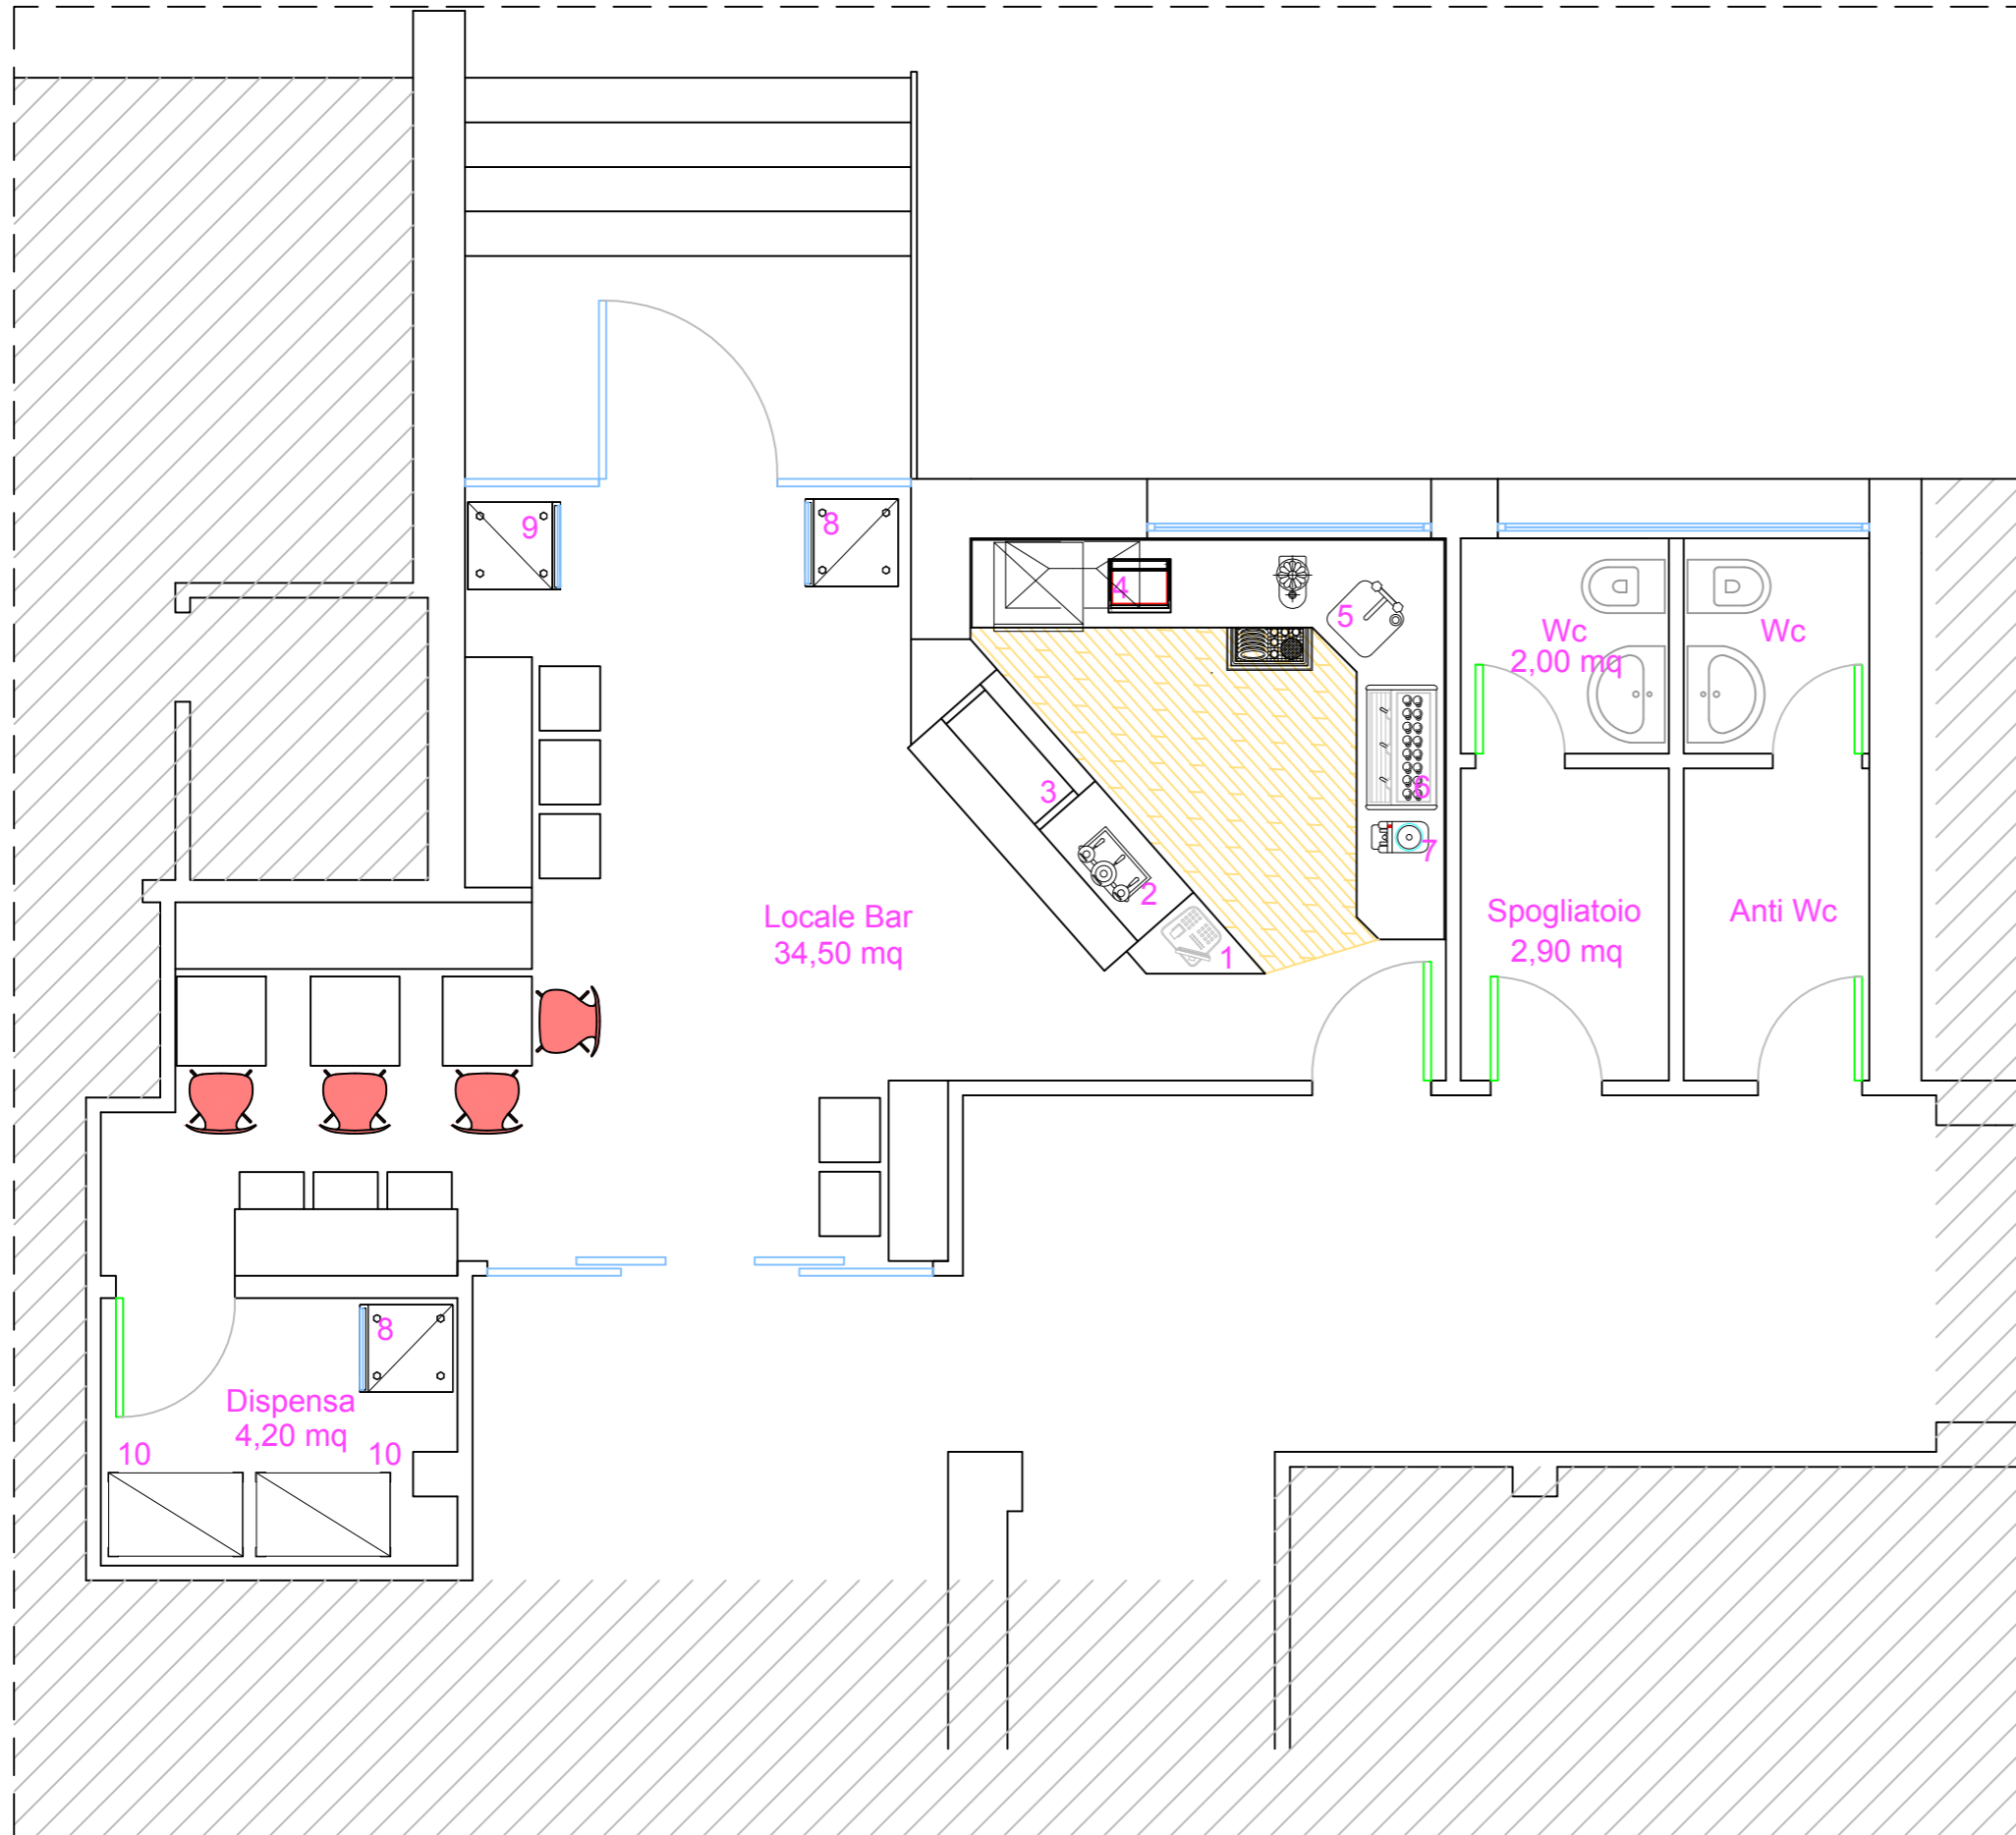 9
8
4
5
Wc
2,00 mq
Wc
3
6
7
2
1
Locale Bar
34,50 mq
Spogliatoio
2,90 mq
Anti Wc
8
Dispensa
4,20 mq
10
10